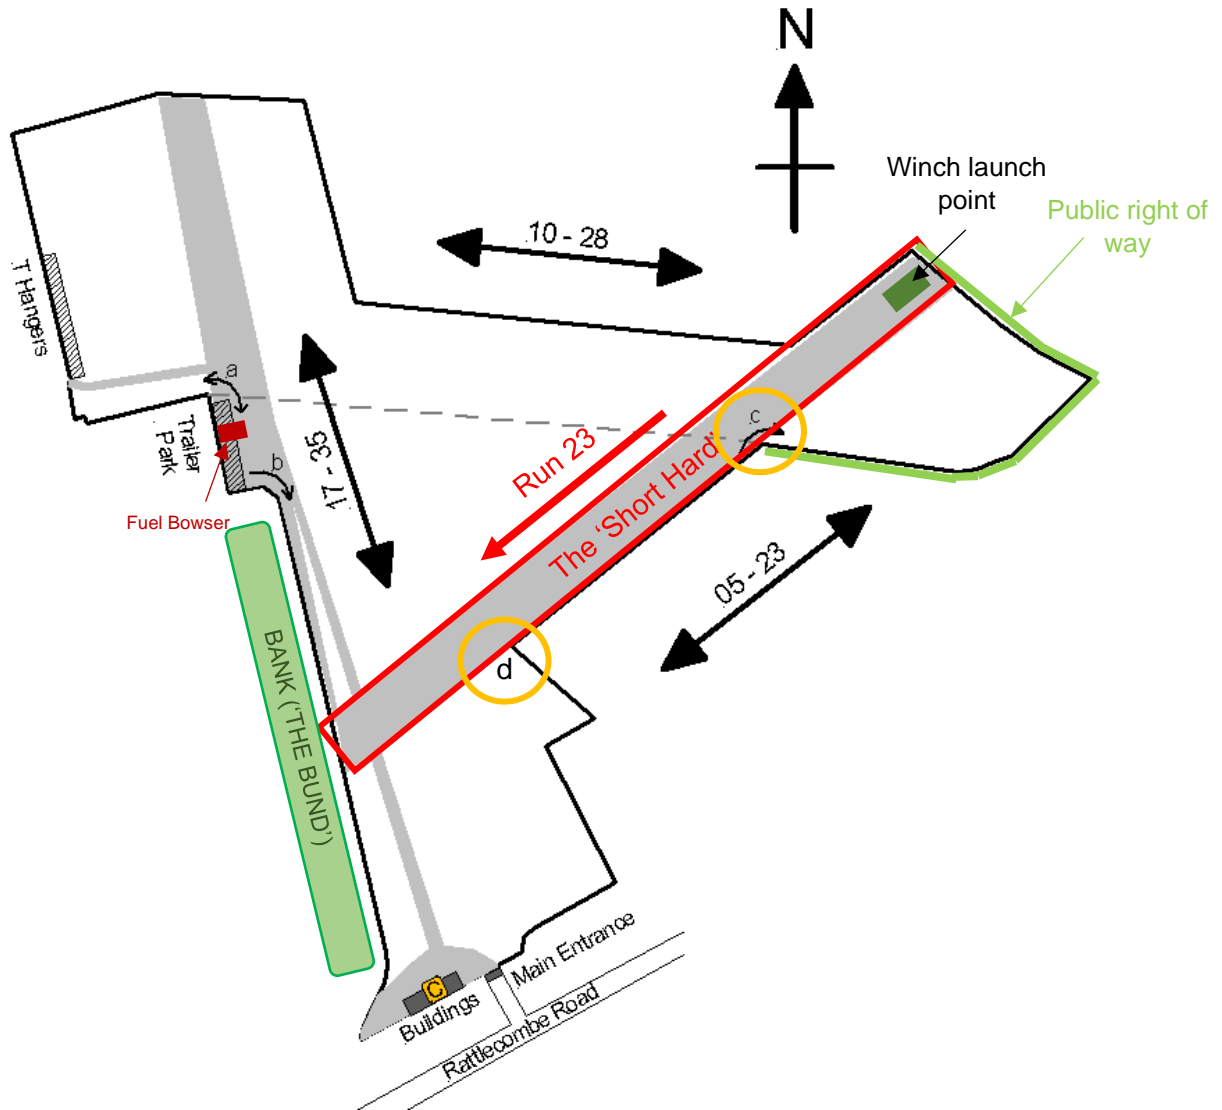 N
Winch launch
point
Public right of
way
10 - 28
T Hangers
a
Trailer
Park
b
17 - 35
Fuel Bowser
c
Run 23
The 'Short Hard'
05 - 23
d
BANK ('THE BUND')
C
Buildings
Main Entrance
Rattlecombe Road